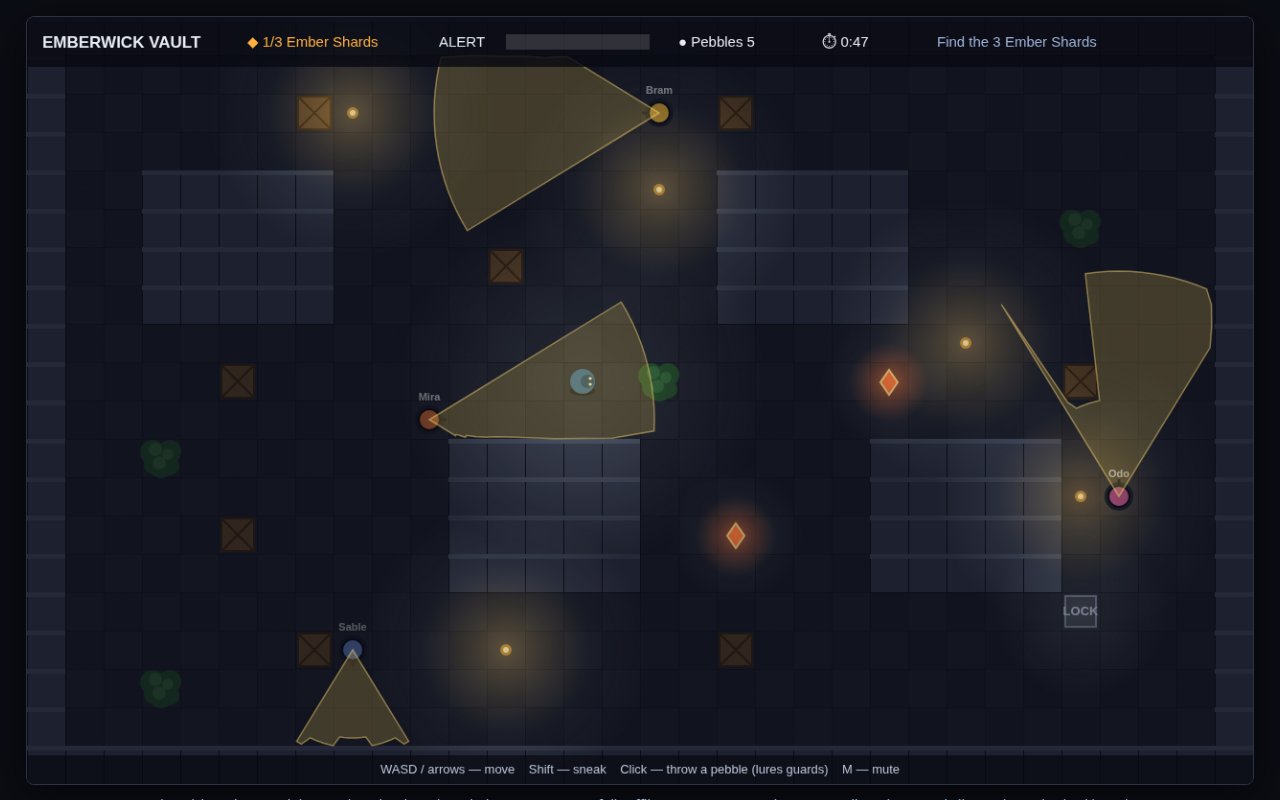 EMBERWICK VAULT ◆ 1/3 Ember Shards ALERT ● Pebbles 5 ⏱ 0:47 Find the 3 Ember Shards
Bram
Mira
Odo
LOCK
Sable
WASD / arrows — move Shift — sneak Click — throw a pebble (lures guards) M — mute